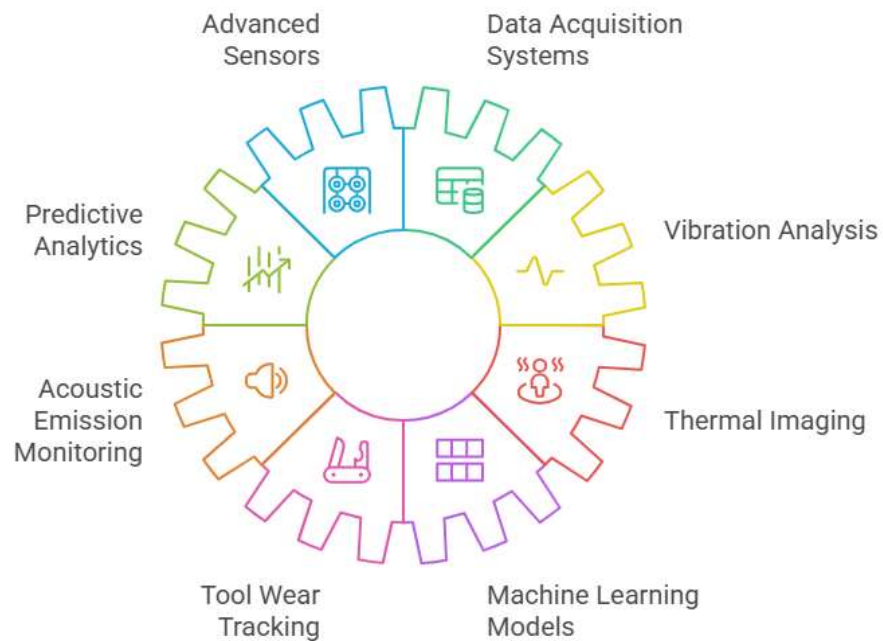 Advanced
Sensors
Data Acquisition
Systems
Predictive
Analytics
Vibration Analysis
Acoustic
Emission
Monitoring
Thermal Imaging
Tool Wear
Tracking
Machine Learning
Models